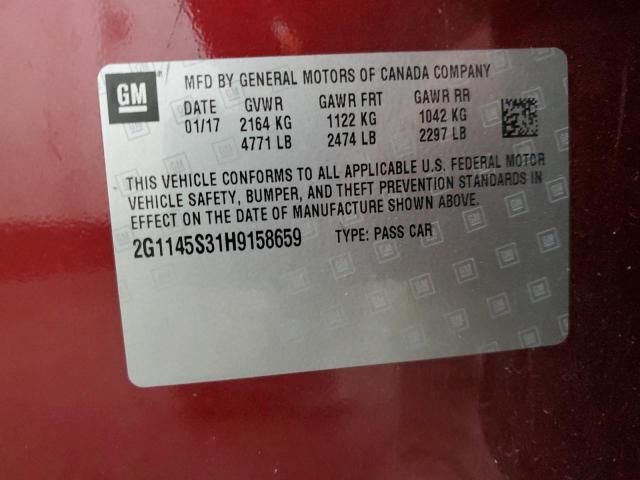 GM
MFD BY GENERAL MOTORS OF CANADA COMPANY
DATE GVWR GAWR FRT GAWR RR
01/17 2164 KG 1122 KG 1042 KG
4771 LB 2474 LB 2297 LB
THIS VEHICLE CONFORMS TO ALL APPLICABLE U.S. FEDERAL MOTOR
VEHICLE SAFETY, BUMPER, AND THEFT PREVENTION STANDARDS IN
EFFECT ON THE DATE OF MANUFACTURE SHOWN ABOVE.
2G1145S31H9158659 TYPE: PASS CAR